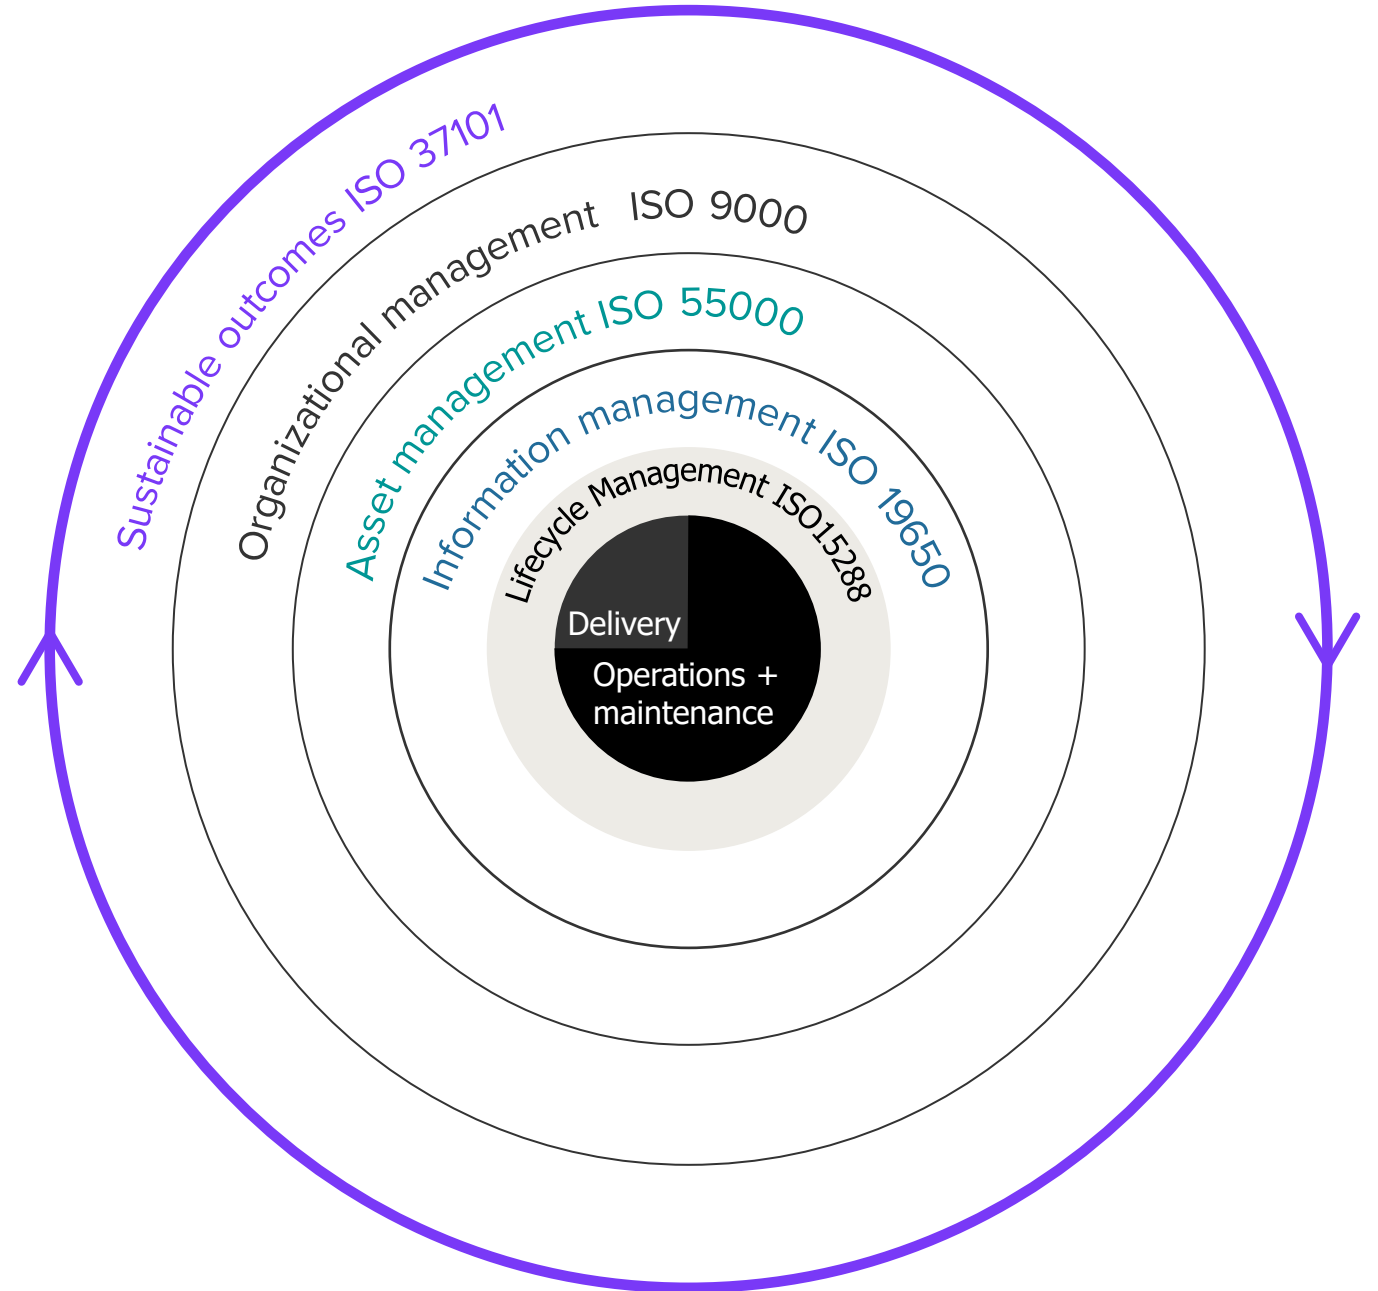 Sustainable outcomes ISO 37101
Organizational management ISO 9000
Asset management ISO 55000
Information management ISO 19650
Lifecycle Management ISO15288
Delivery
Operations +
maintenance